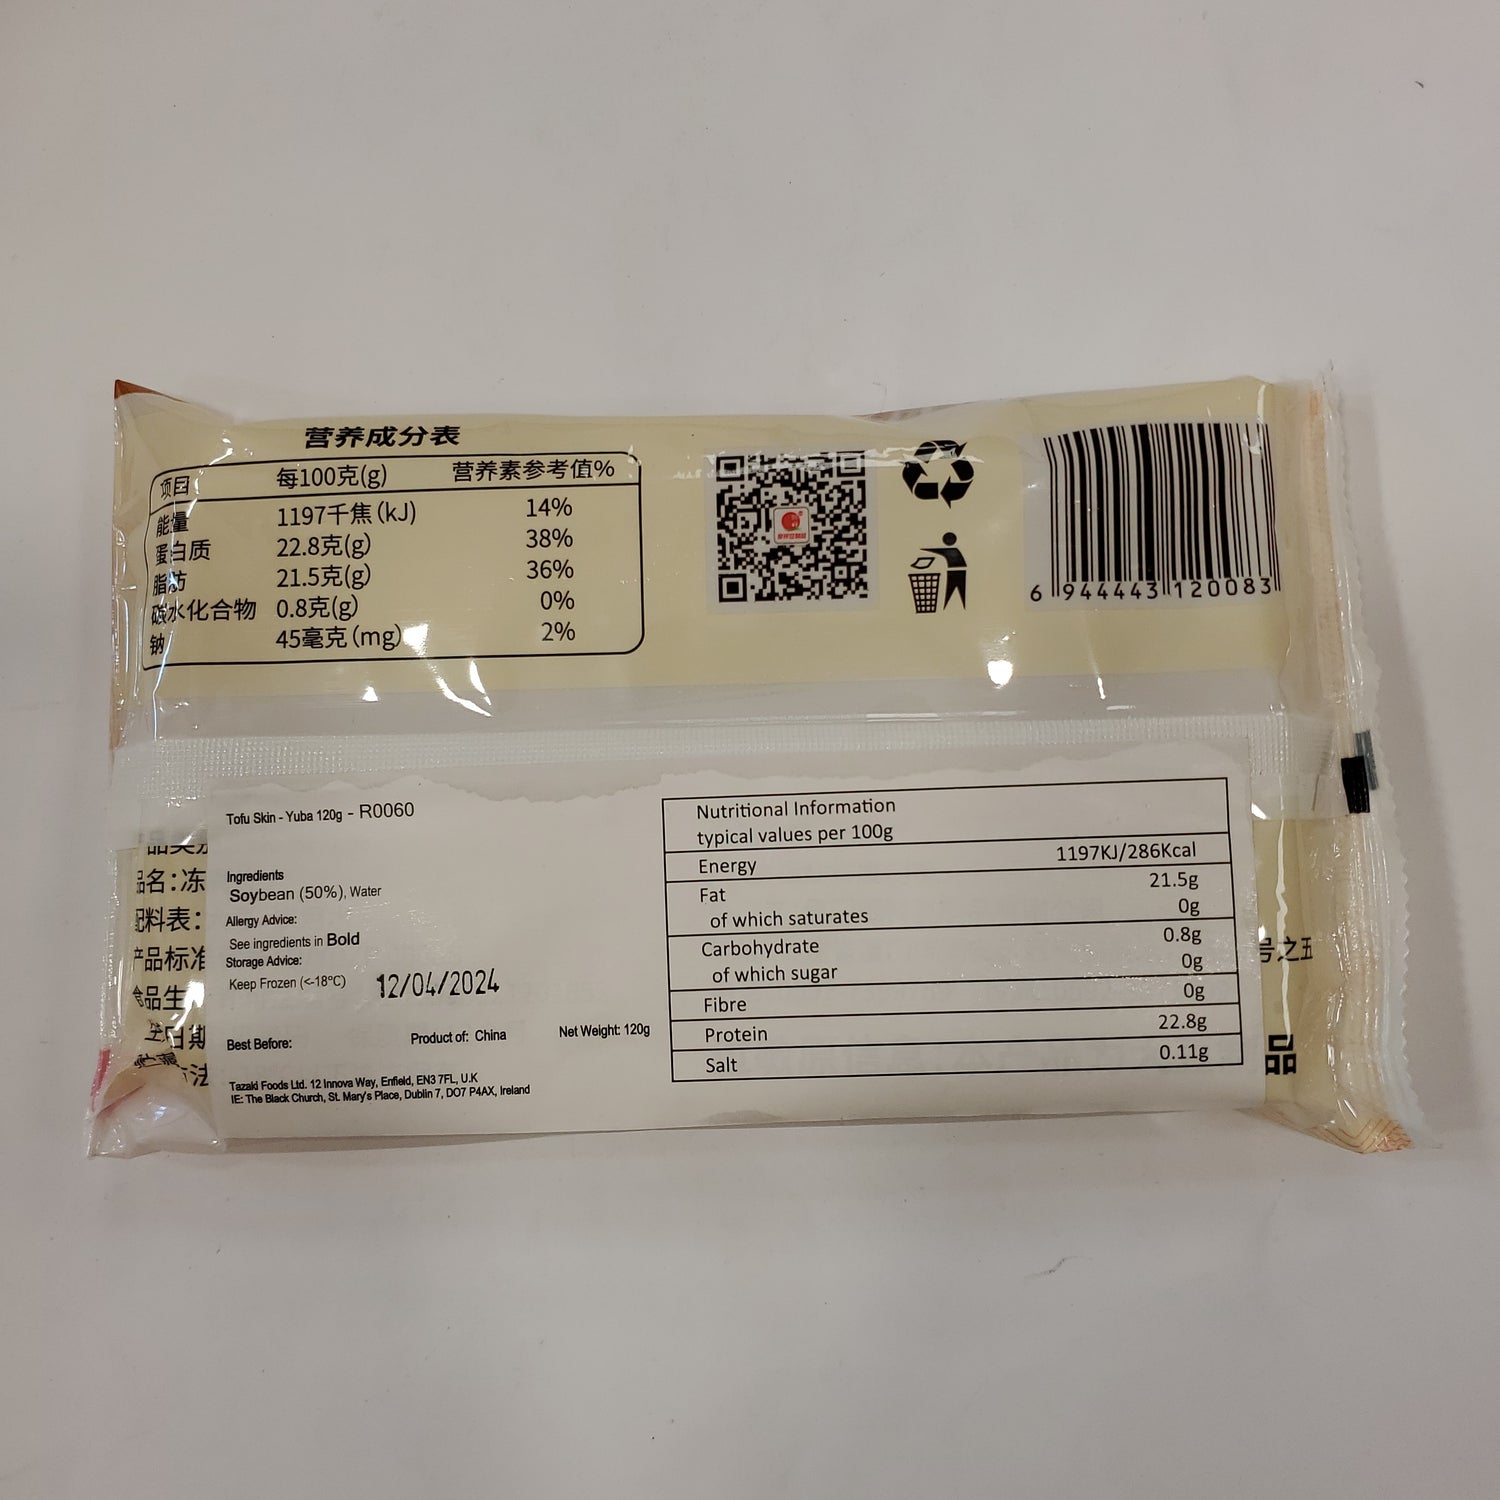 营养成分表
项目 每100克(g) 营养素参考值%
能量 1197千焦(kJ) 14%
蛋白质 22.8克(g) 38%
脂肪 21.5克(g) 36%
碳水化合物 0.8克(g) 0%
钠 45毫克(mg) 2%
6 944443 120083
Tofu Skin - Yuba 120g - R0060
Ingredients
Soybean (50%), Water
Allergy Advice:
See ingredients in Bold
Storage Advice:
Keep Frozen (<-18°C)
12/04/2024
Best Before:
Product of: China
Net Weight: 120g
Tazaki Foods Ltd. 12 Innova Way, Enfield, EN3 7FL, U.K
IE: The Black Church, St. Mary's Place, Dublin 7, DO7 P4AX, Ireland
Nutritional Information
typical values per 100g
Energy 1197KJ/286Kcal
Fat 21.5g
of which saturates 0g
Carbohydrate 0.8g
of which sugar 0g
Fibre 0g
Protein 22.8g
Salt 0.11g
品名:冻
配料表:
产品标准
食品生
号之五
品